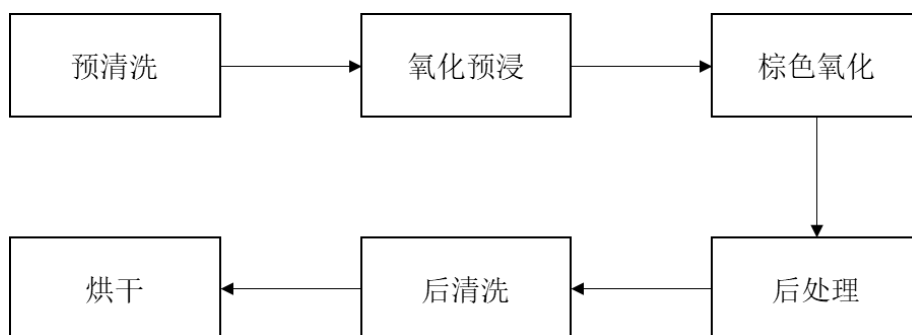 预清洗
氧化预浸
棕色氧化
后处理
后清洗
烘干